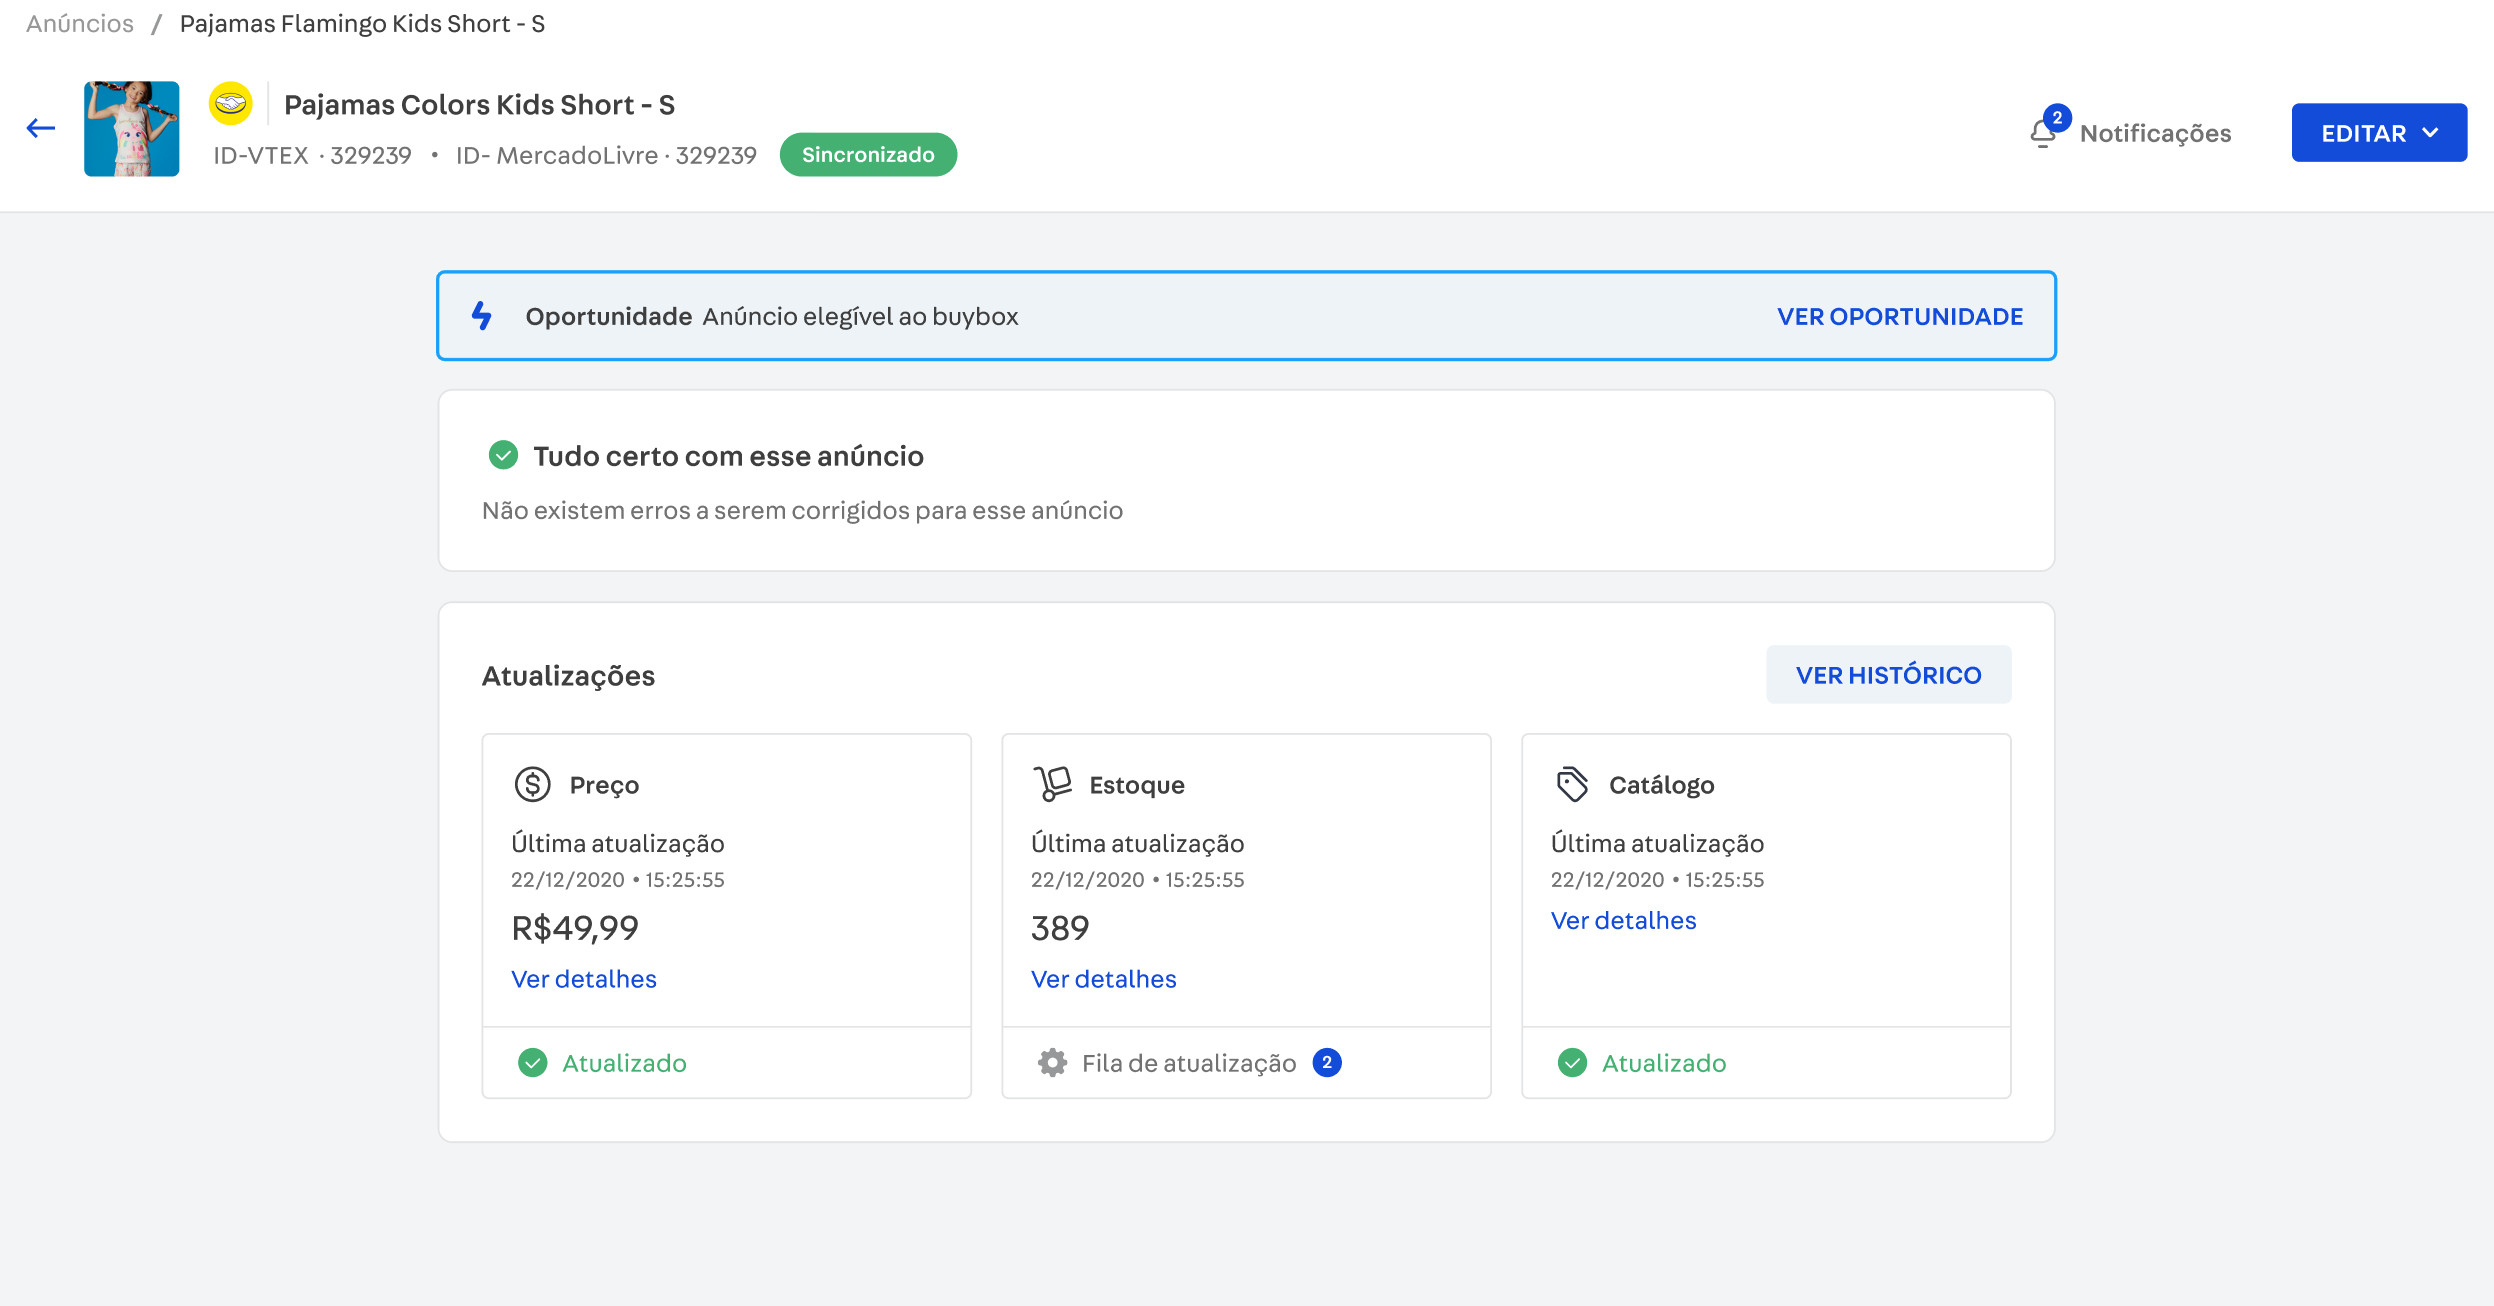 Anúncios / Pajamas Flamingo Kids Short - S
Pajamas Colors Kids Short - S
ID-VTEX · 329239 • ID- MercadoLivre · 329239 Sincronizado
2 Notificações
EDITAR
Oportunidade Anúncio elegível ao buybox VER OPORTUNIDADE
Tudo certo com esse anúncio
Não existem erros a serem corrigidos para esse anúncio
Atualizações VER HISTÓRICO
Preço
Última atualização
22/12/2020 • 15:25:55
R$49,99
Ver detalhes
Atualizado
Estoque
Última atualização
22/12/2020 • 15:25:55
389
Ver detalhes
Fila de atualização 2
Catálogo
Última atualização
22/12/2020 • 15:25:55
Ver detalhes
Atualizado